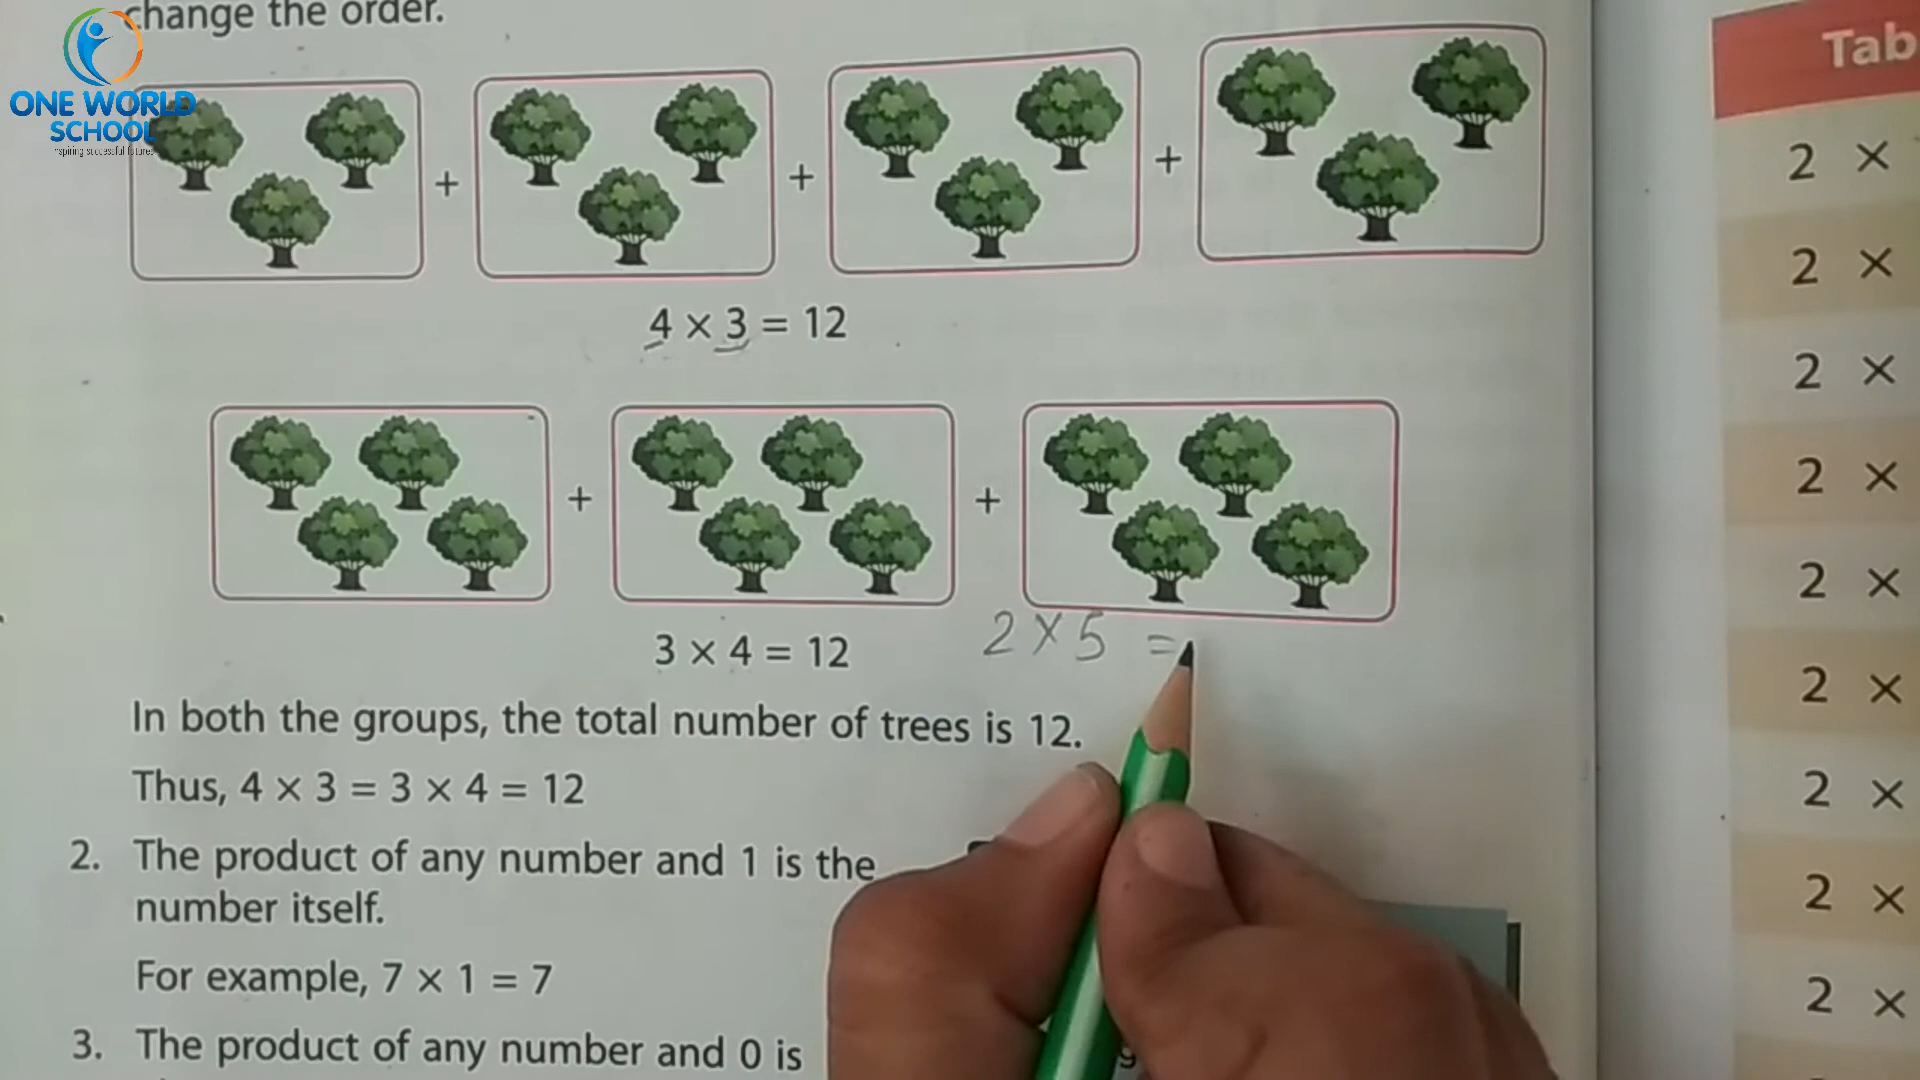 change the order.
ONE WORLD
SCHOOL
inspiring successful futures
+ + +
4 × 3 = 12
+ +
3 × 4 = 12
2 × 5 =
In both the groups, the total number of trees is 12.
Thus, 4 × 3 = 3 × 4 = 12
2. The product of any number and 1 is the
number itself.
For example, 7 × 1 = 7
3. The product of any number and 0 is
Tab
2 ×
2 ×
2 ×
2 ×
2 ×
2 ×
2 ×
2 ×
2 ×